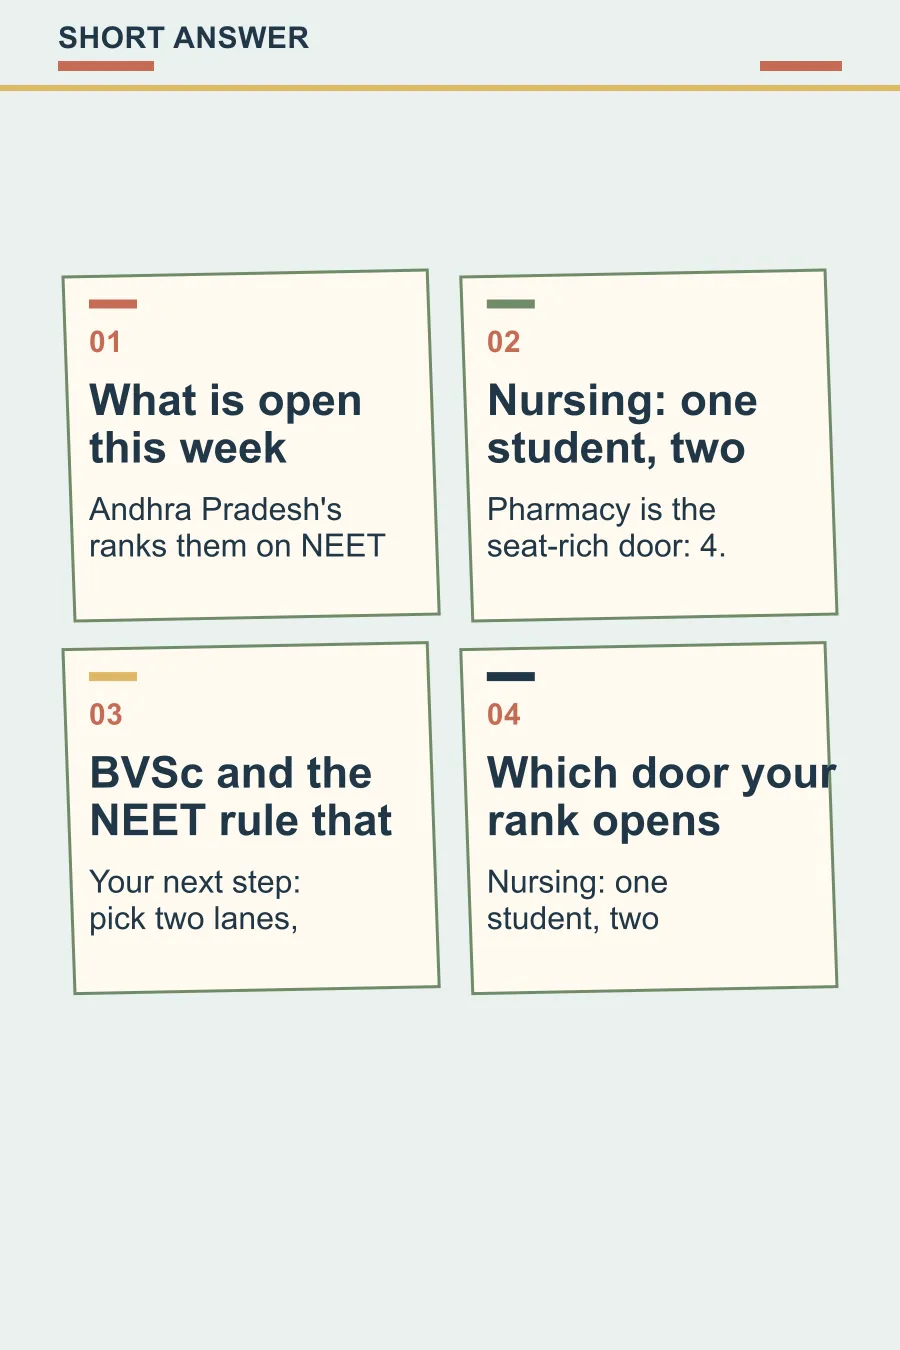 SHORT ANSWER
01
What is open
this week
Andhra Pradesh's
ranks them on NEET
02
Nursing: one
student, two
Pharmacy is the
seat-rich door: 4.
03
BVSc and the
NEET rule that
Your next step:
pick two lanes,
04
Which door your
rank opens
Nursing: one
student, two